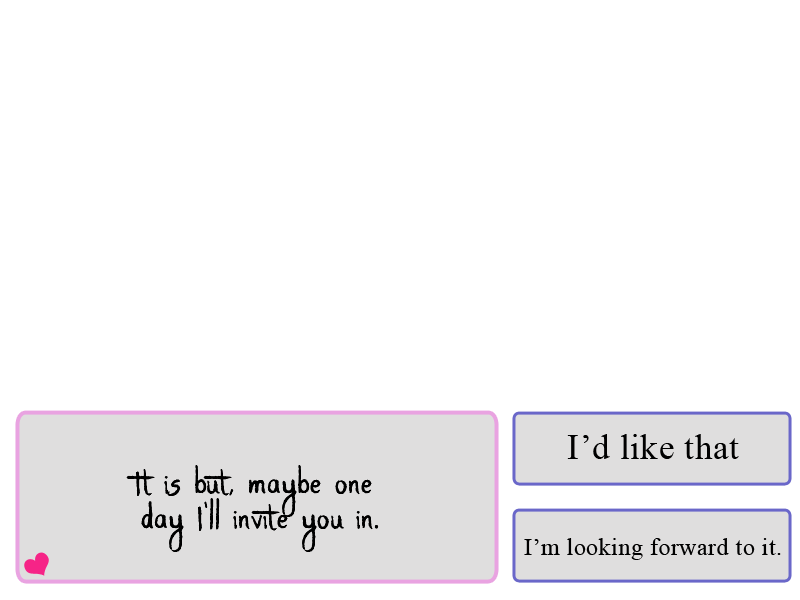 It is but, maybe one
day I'll invite you in.
I'd like that
I'm looking forward to it.